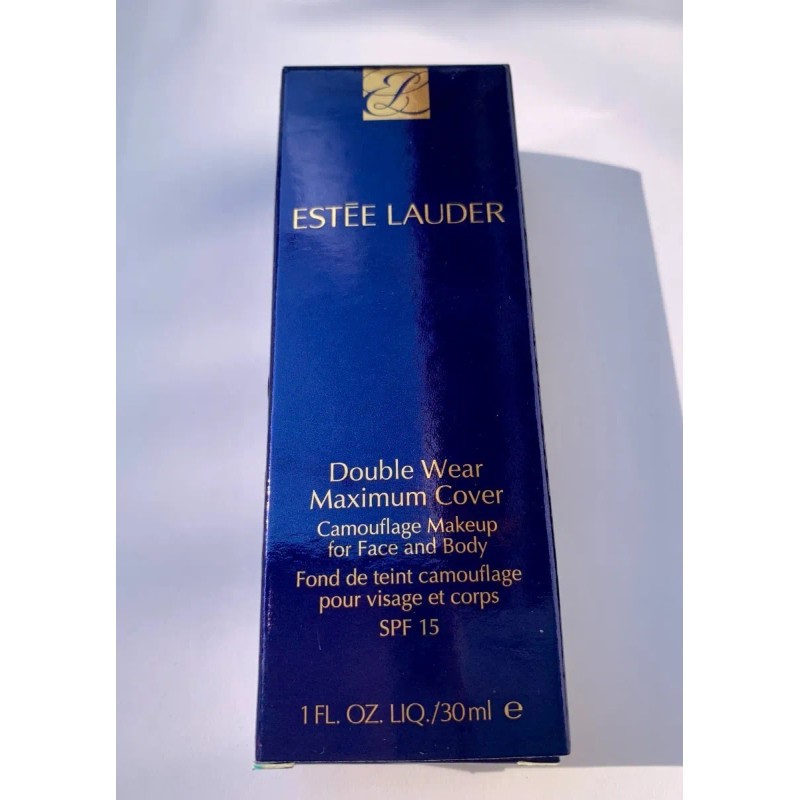 EL
ESTĒE LAUDER
Double Wear
Maximum Cover
Camouflage Makeup
for Face and Body
Fond de teint camouflage
pour visage et corps
SPF 15
1 FL. OZ. LIQ./30ml ℮